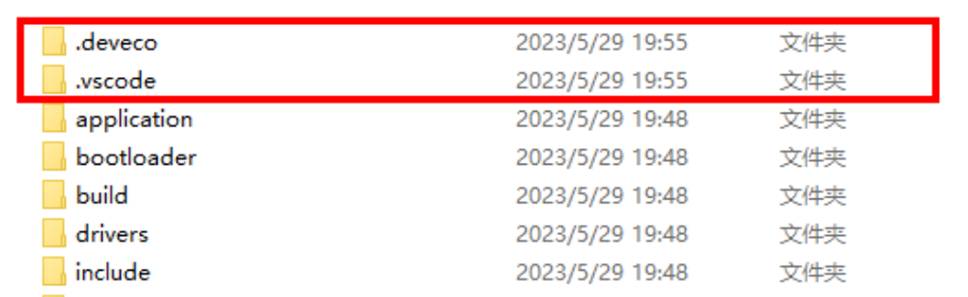 .deveco 2023/5/29 19:55 文件夹
.vscode 2023/5/29 19:55 文件夹
application 2023/5/29 19:48 文件夹
bootloader 2023/5/29 19:48 文件夹
build 2023/5/29 19:48 文件夹
drivers 2023/5/29 19:48 文件夹
include 2023/5/29 19:48 文件夹